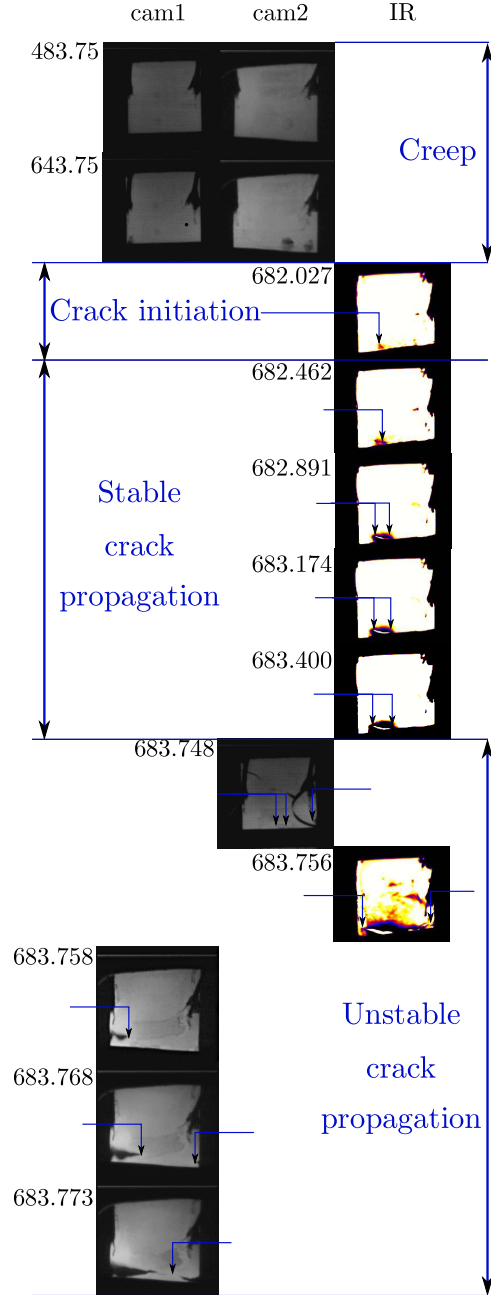 cam1 cam2 IR
483.75
Creep
643.75
682.027
Crack initiation
682.462
682.891
Stable
crack
propagation
683.174
683.400
683.748
683.756
683.758
Unstable
crack
propagation
683.768
683.773